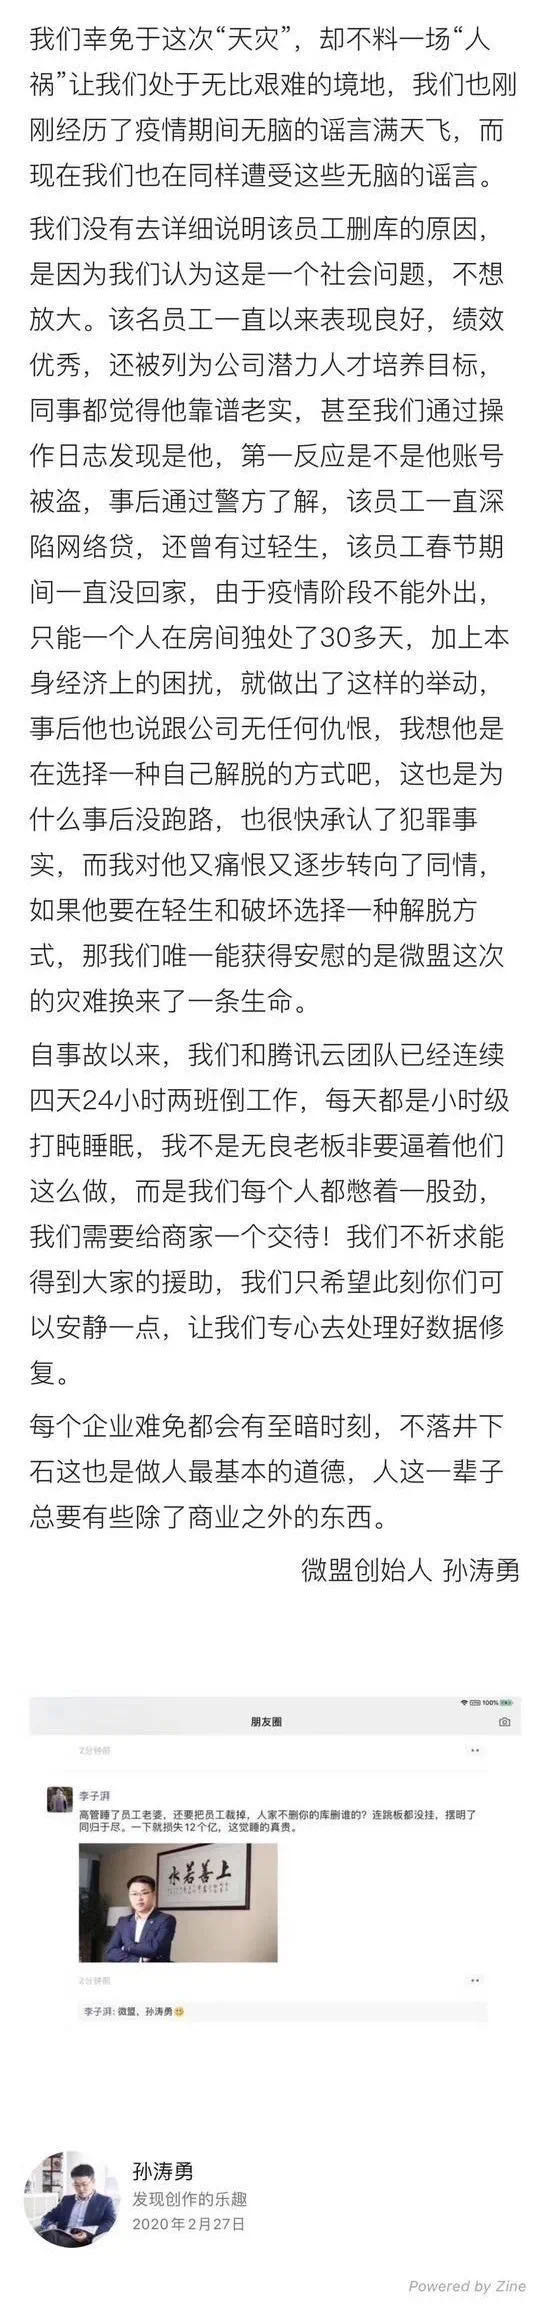 我们幸免于这次“天灾”，却不料一场“人
祸”让我们处于无比艰难的境地，我们也刚
刚经历了疫情期间无脑的谣言满天飞，而
现在我们也在同样遭受这些无脑的谣言。
我们没有去详细说明该员工删库的原因，
是因为我们认为这是一个社会问题，不想
放大。该名员工一直以来表现良好，绩效
优秀，还被列为公司潜力人才培养目标，
同事都觉得他靠谱老实，甚至我们通过操
作日志发现是他，第一反应是不是他账号
被盗，事后通过警方了解，该员工一直深
陷网络贷，还曾有过轻生，该员工春节期
间一直没回家，由于疫情阶段不能外出，
只能一个人在房间独处了30多天，加上本
身经济上的困扰，就做出了这样的举动，
事后他也说跟公司无任何仇恨，我想他是
在选择一种自己解脱的方式吧，这也是为
什么事后没跑路，也很快承认了犯罪事
实，而我对他又痛恨又逐步转向了同情，
如果他要在轻生和破坏选择一种解脱方
式，那我们唯一能获得安慰的是微盟这次
的灾难换来了一条生命。
自事故以来，我们和腾讯云团队已经连续
四天24小时两班倒工作，每天都是小时级
打盹睡眠，我不是无良老板非要逼着他们
这么做，而是我们每个人都憋着一股劲，
我们需要给商家一个交待！我们不祈求能
得到大家的援助，我们只希望此刻你们可
以安静一点，让我们专心去处理好数据修
复。
每个企业难免都会有至暗时刻，不落井下
石这也是做人最基本的道德，人这一辈子
总要有些除了商业之外的东西。
微盟创始人 孙涛勇
100%
朋友圈
2分钟前
李子湃
高管睡了员工老婆，还要把员工裁掉，人家不删你的库删谁的？连跳板都没挂，摆明了
同归于尽。一下就损失12个亿，这觉睡的真贵。
水若善上
2分钟前
李子湃: 微盟，孙涛勇
孙涛勇
发现创作的乐趣
2020年2月27日
Powered by Zine